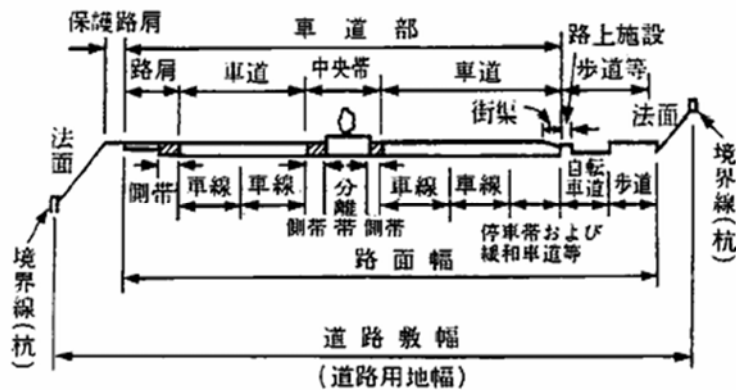 保護路肩
車道部
路上施設
路肩
車道
中央帯
車道
歩道等
街渠
法面
法面
側帯
車線
車線
側帯
分離帯
側帯
車線
車線
停車帯および
緩和車道等
自転
車道
歩道
境界線(杭)
境界線(杭)
路面幅
道路敷幅
(道路用地幅)